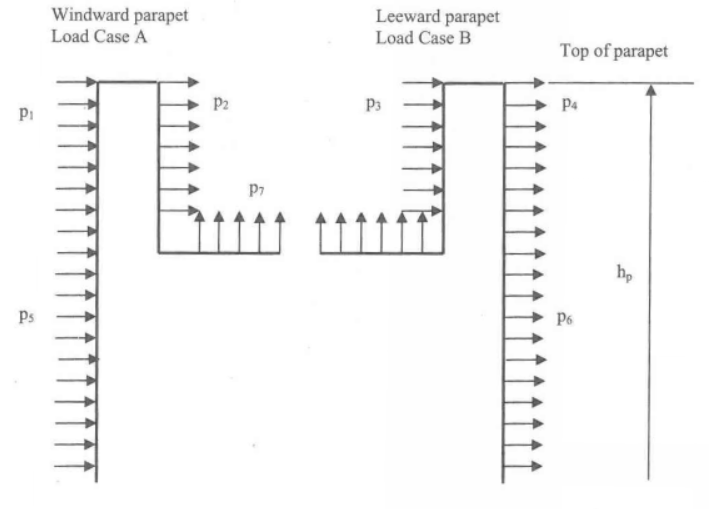 Windward parapet
Load Case A
Leeward parapet
Load Case B
Top of parapet
p₁
p₂
p₃
p₄
p₇
hₚ
p₅
p₆